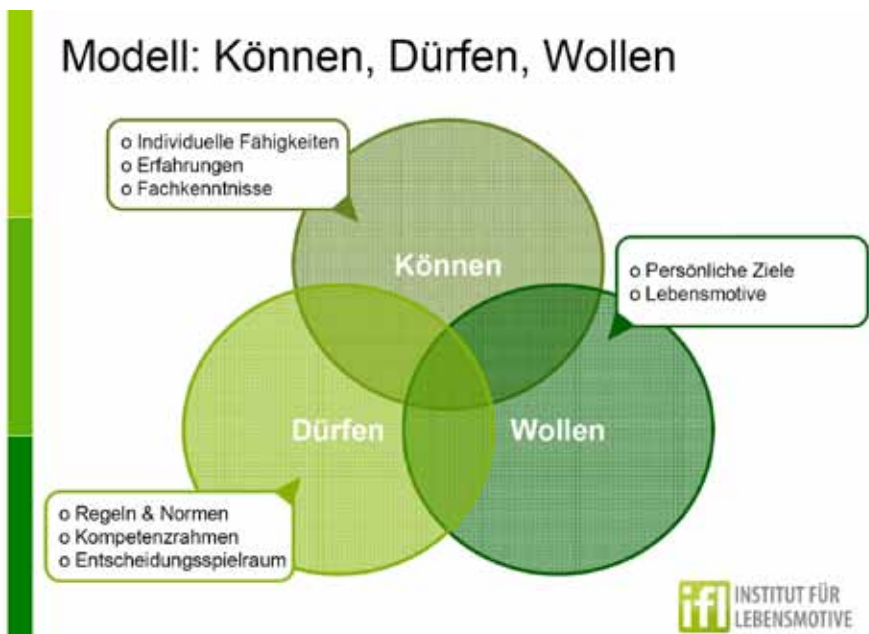 Modell: Können, Dürfen, Wollen
o Individuelle Fähigkeiten
o Erfahrungen
o Fachkenntnisse
Können
o Persönliche Ziele
o Lebensmotive
Dürfen
Wollen
o Regeln & Normen
o Kompetenzrahmen
o Entscheidungsspielraum
ifl INSTITUT FÜR
LEBENSMOTIVE